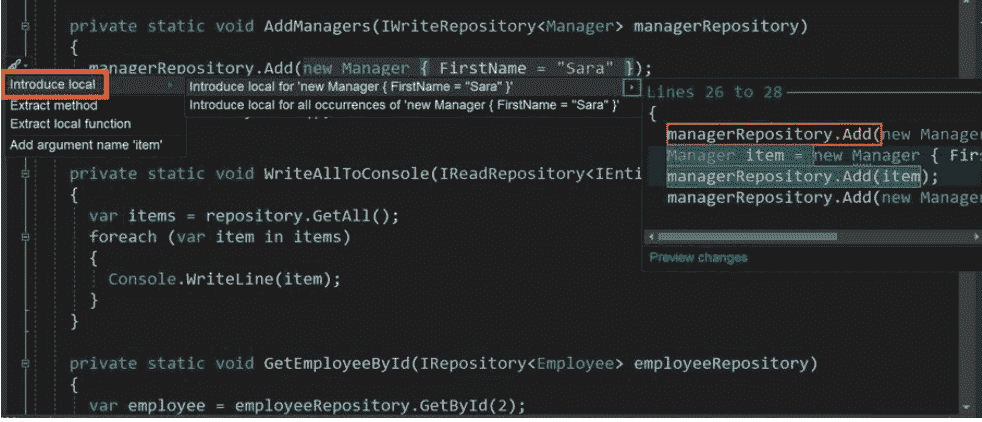 private static void AddManagers(IWriteRepository<Manager> managerRepository)
{
managerRepository.Add(new Manager { FirstName = "Sara" });
Introduce local
Introduce local for 'new Manager { FirstName = "Sara" }'
Introduce local for all occurrences of 'new Manager { FirstName = "Sara" }'
Extract method
Extract local function
Add argument name 'item'
Lines 26 to 28
{
managerRepository.Add(new Manage
Manager item = new Manager { Fir
managerRepository.Add(item);
managerRepository.Add(new Manage
Preview changes
private static void WriteAllToConsole(IReadRepository<IEnti
{
var items = repository.GetAll();
foreach (var item in items)
{
Console.WriteLine(item);
}
}
private static void GetEmployeeById(IRepository<Employee> employeeRepository)
{
var employee = employeeRepository.GetById(2);